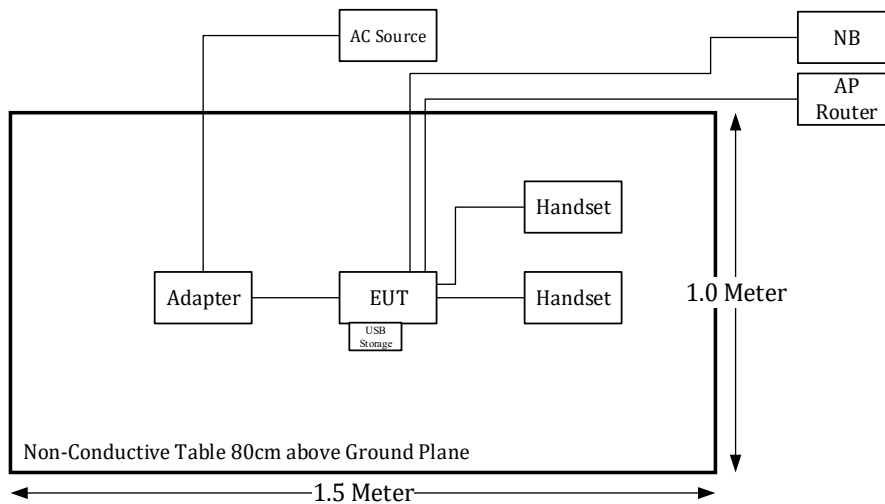 AC Source
NB
AP
Router
Handset
Adapter
EUT
Handset
USB
Storage
1.0 Meter
Non-Conductive Table 80cm above Ground Plane
1.5 Meter